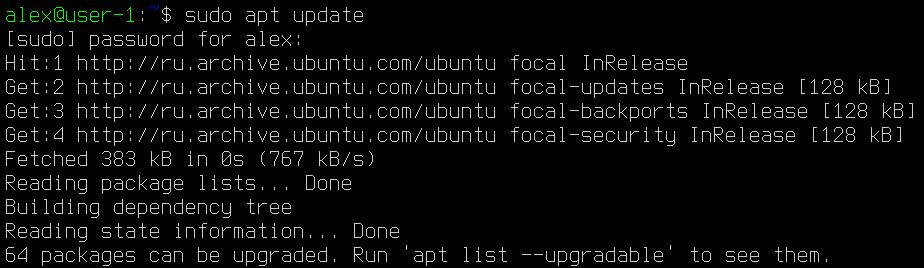 alex@user-1:~$ sudo apt update
[sudo] password for alex:
Hit:1 http://ru.archive.ubuntu.com/ubuntu focal InRelease
Get:2 http://ru.archive.ubuntu.com/ubuntu focal-updates InRelease [128 kB]
Get:3 http://ru.archive.ubuntu.com/ubuntu focal-backports InRelease [128 kB]
Get:4 http://ru.archive.ubuntu.com/ubuntu focal-security InRelease [128 kB]
Fetched 383 kB in 0s (767 kB/s)
Reading package lists... Done
Building dependency tree
Reading state information... Done
64 packages can be upgraded. Run 'apt list --upgradable' to see them.